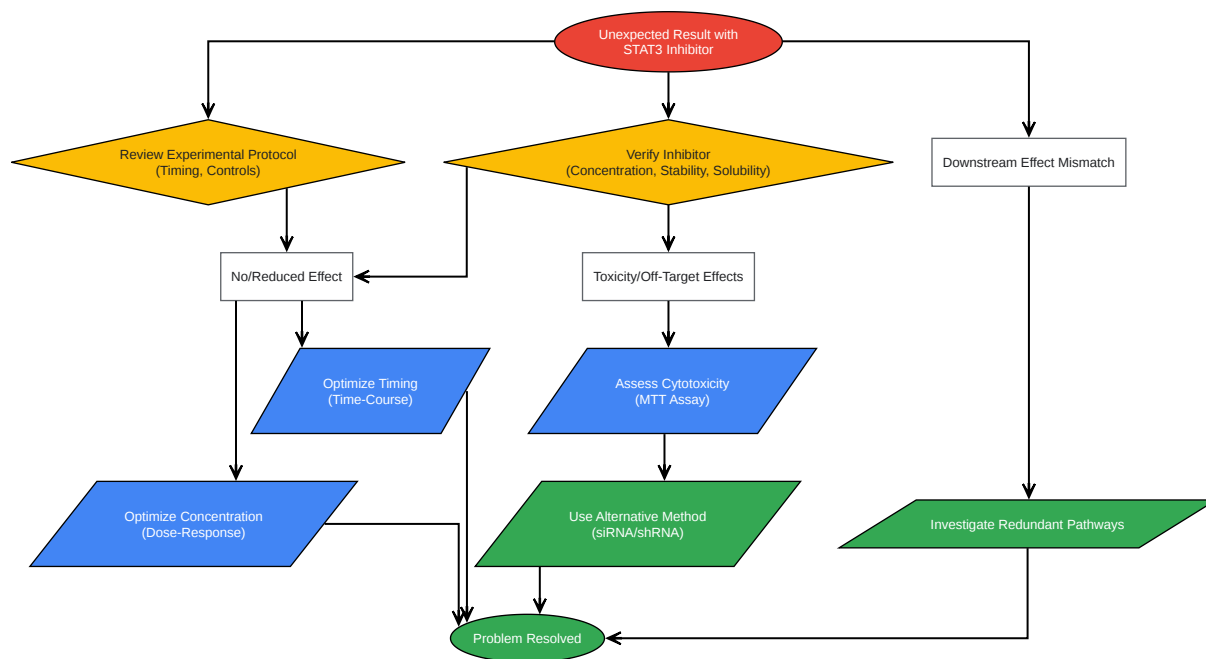 Unexpected Result with
STAT3 Inhibitor
Review Experimental Protocol
(Timing, Controls)
Verify Inhibitor
(Concentration, Stability, Solubility)
Downstream Effect Mismatch
No/Reduced Effect
Toxicity/Off-Target Effects
Optimize Timing
(Time-Course)
Assess Cytotoxicity
(MTT Assay)
Optimize Concentration
(Dose-Response)
Use Alternative Method
(siRNA/shRNA)
Investigate Redundant Pathways
Problem Resolved